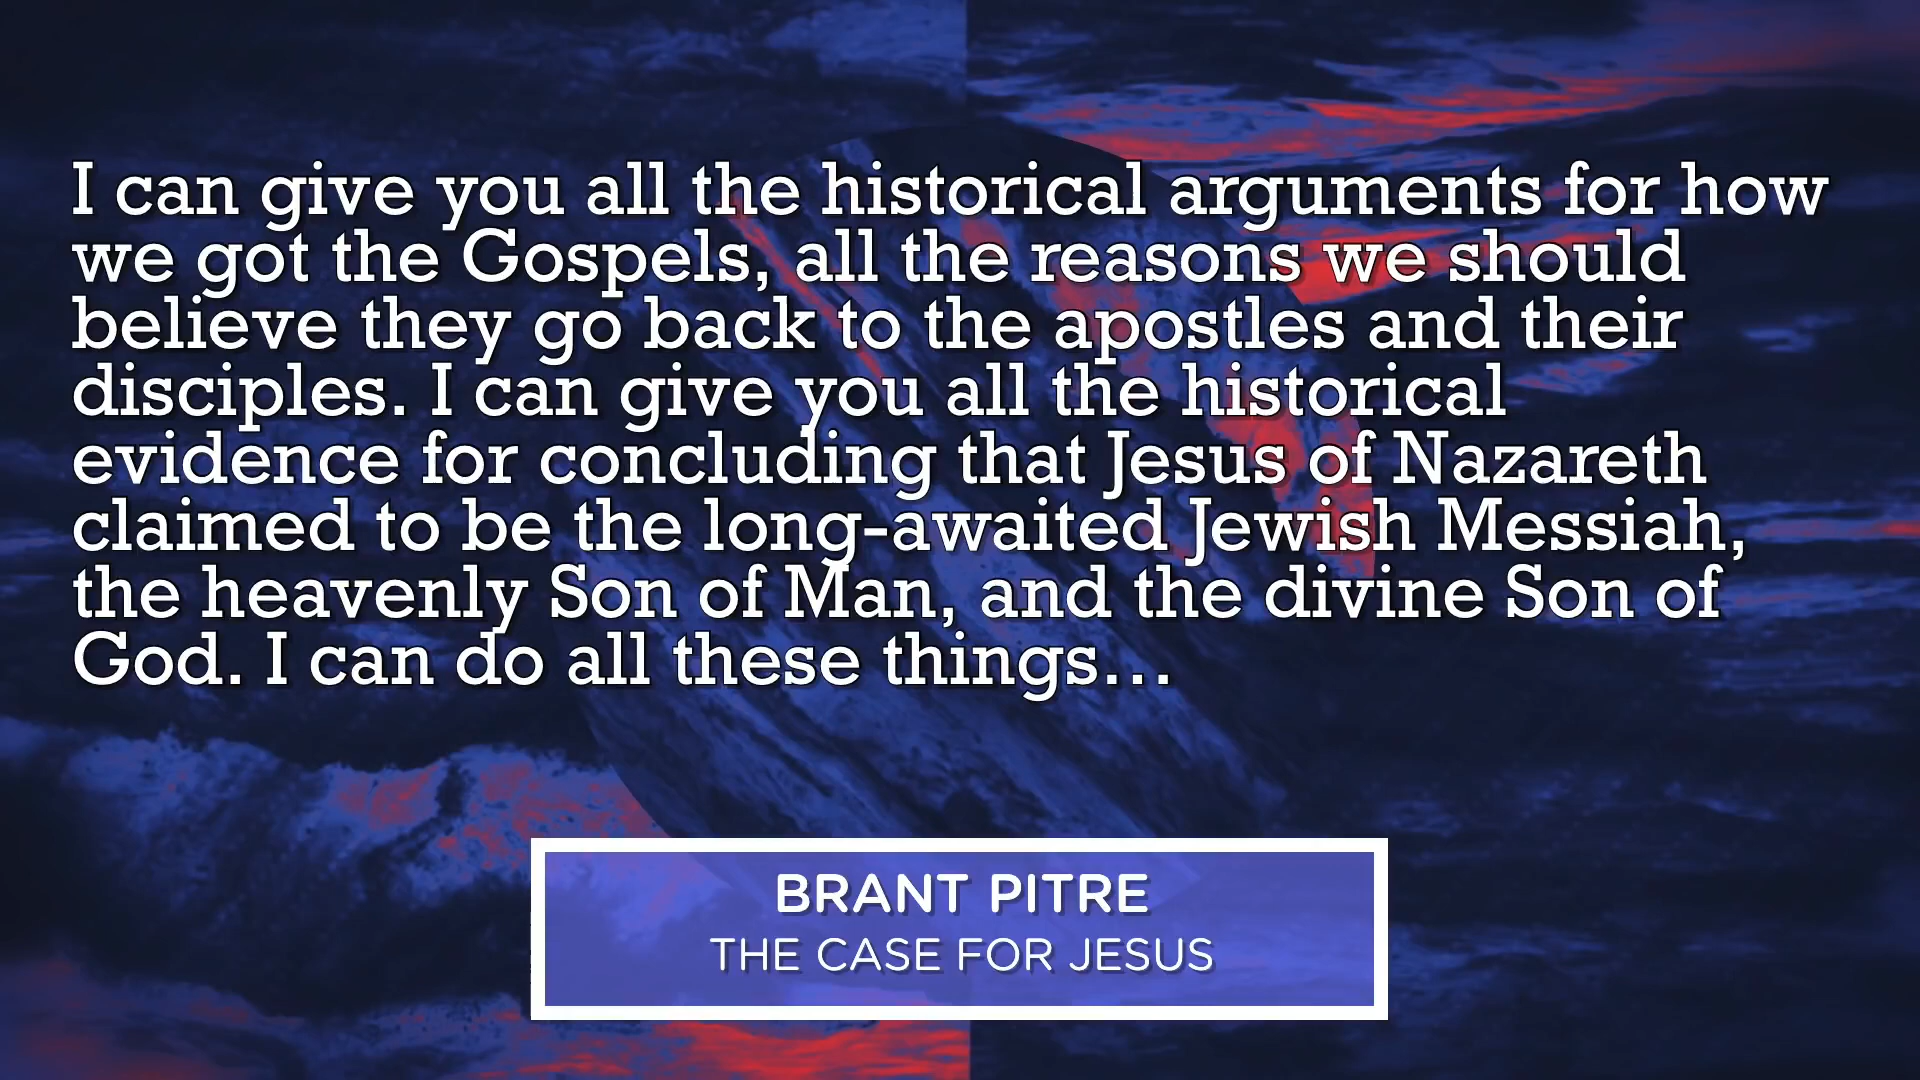 I can give you all the historical arguments for how
we got the Gospels, all the reasons we should
believe they go back to the apostles and their
disciples. I can give you all the historical
evidence for concluding that Jesus of Nazareth
claimed to be the long-awaited Jewish Messiah,
the heavenly Son of Man, and the divine Son of
God. I can do all these things…
BRANT PITRE
THE CASE FOR JESUS